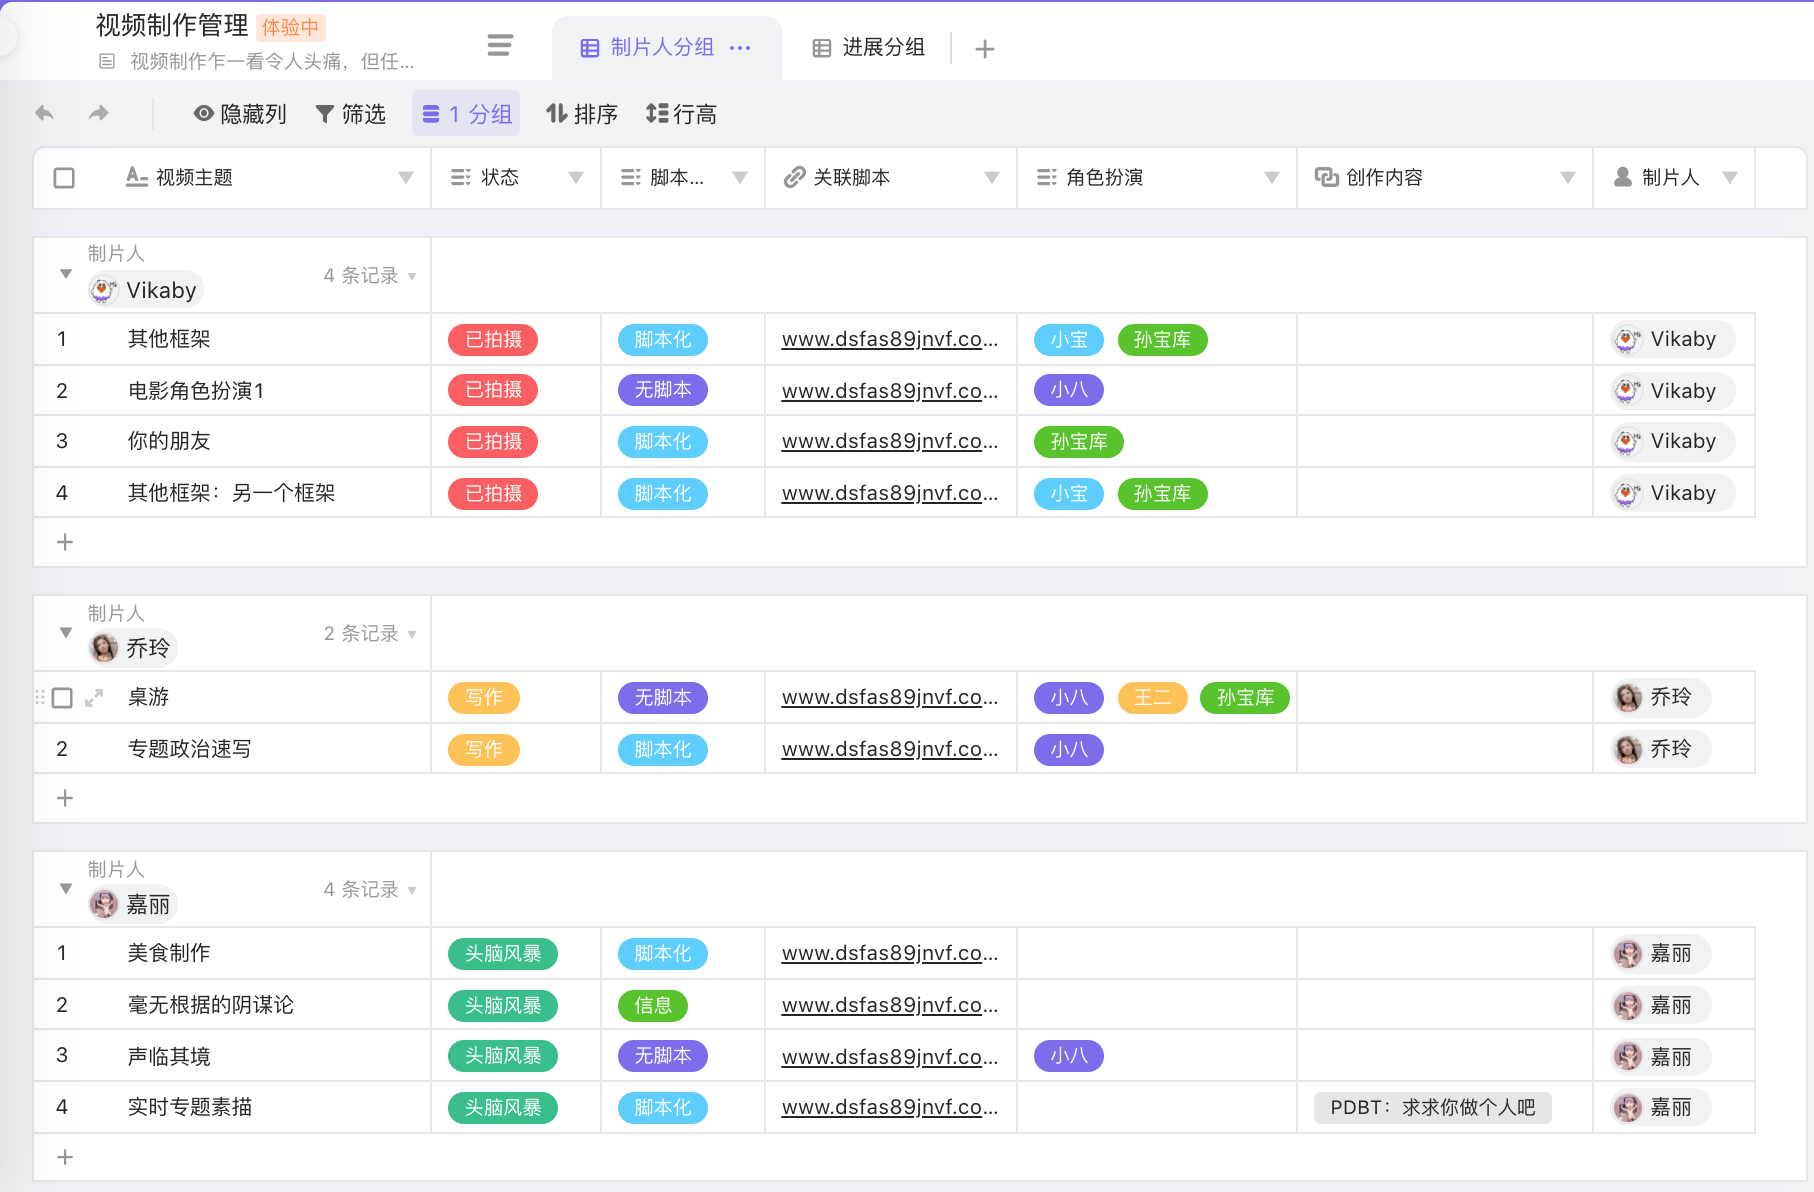 视频制作管理 体验中
视频制作乍一看令人头痛，但任...
制片人分组 ... 进展分组
隐藏列 筛选 1 分组 排序 行高
视频主题 状态 脚本... 关联脚本 角色扮演 创作内容 制片人
制片人
Vikaby 4 条记录
1 其他框架 已拍摄 脚本化 www.dsfas89jnvf.co... 小宝 孙宝库 Vikaby
2 电影角色扮演1 已拍摄 无脚本 www.dsfas89jnvf.co... 小八 Vikaby
3 你的朋友 已拍摄 脚本化 www.dsfas89jnvf.co... 孙宝库 Vikaby
4 其他框架：另一个框架 已拍摄 脚本化 www.dsfas89jnvf.co... 小宝 孙宝库 Vikaby
制片人
乔玲 2 条记录
桌游 写作 无脚本 www.dsfas89jnvf.co... 小八 王二 孙宝库 乔玲
2 专题政治速写 写作 脚本化 www.dsfas89jnvf.co... 小八 乔玲
制片人
嘉丽 4 条记录
1 美食制作 头脑风暴 脚本化 www.dsfas89jnvf.co... 嘉丽
2 毫无根据的阴谋论 头脑风暴 信息 www.dsfas89jnvf.co... 嘉丽
3 声临其境 头脑风暴 无脚本 www.dsfas89jnvf.co... 小八 嘉丽
4 实时专题素描 头脑风暴 脚本化 www.dsfas89jnvf.co... PDBT：求求你做个人吧 嘉丽